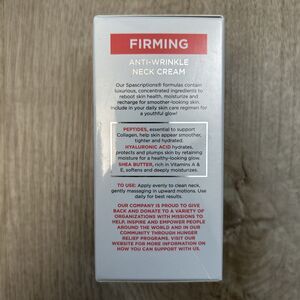 FIRMING
ANTI-WRINKLE
NECK CREAM
Our Spascriptions® formulas contain
luxurious, concentrated ingredients to
reboot skin health, moisturize and
recharge for smoother-looking skin.
Include in your daily skin care regimen for
a youthful glow!
PEPTIDES, essential to support
Collagen, help skin appear smoother,
tighter and hydrated.
HYALURONIC ACID hydrates,
protects and plumps skin by retaining
moisture for a healthy-looking glow.
SHEA BUTTER, rich in Vitamins A &
E, softens and deeply moisturizes.
TO USE: Apply evenly to clean neck,
gently massaging in upward motions. Use
daily for best results.
OUR COMPANY IS PROUD TO GIVE
BACK AND DONATE TO A VARIETY OF
ORGANIZATIONS WITH MISSIONS TO
HELP, INSPIRE AND EMPOWER PEOPLE
AROUND THE WORLD AND IN OUR
COMMUNITY THROUGH HUNGER
RELIEF PROGRAMS. VISIT OUR
WEBSITE FOR MORE INFORMATION ON
HOW YOU CAN SUPPORT WITH US.